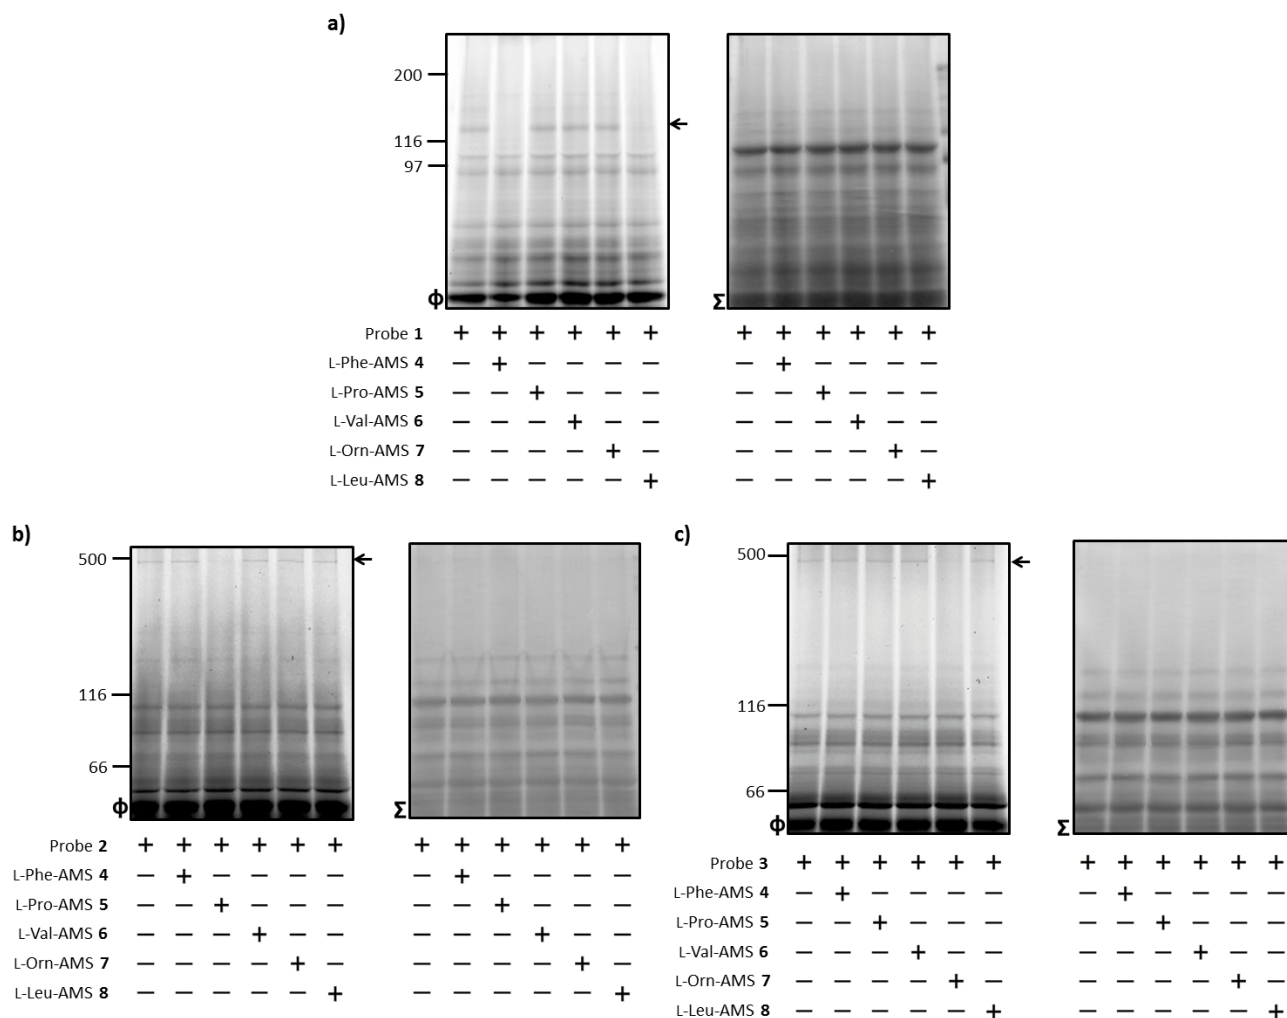 a)
200
116
97
Φ
Σ
Probe 1 + + + + + + + + + + + +
L-Phe-AMS 4 — + — — — — — + — — — —
L-Pro-AMS 5 — — + — — — — — + — — —
L-Val-AMS 6 — — — + — — — — — + — —
L-Orn-AMS 7 — — — — + — — — — — + —
L-Leu-AMS 8 — — — — — + — — — — — +
b)
500
116
66
Φ
Σ
Probe 2 + + + + + + + + + + + +
L-Phe-AMS 4 — + — — — — — + — — — —
L-Pro-AMS 5 — — + — — — — — + — — —
L-Val-AMS 6 — — — + — — — — — + — —
L-Orn-AMS 7 — — — — + — — — — — + —
L-Leu-AMS 8 — — — — — + — — — — — +
c)
500
116
66
Φ
Σ
Probe 3 + + + + + + + + + + + +
L-Phe-AMS 4 — + — — — — — + — — — —
L-Pro-AMS 5 — — + — — — — — + — — —
L-Val-AMS 6 — — — + — — — — — + — —
L-Orn-AMS 7 — — — — + — — — — — + —
L-Leu-AMS 8 — — — — — + — — — — — +